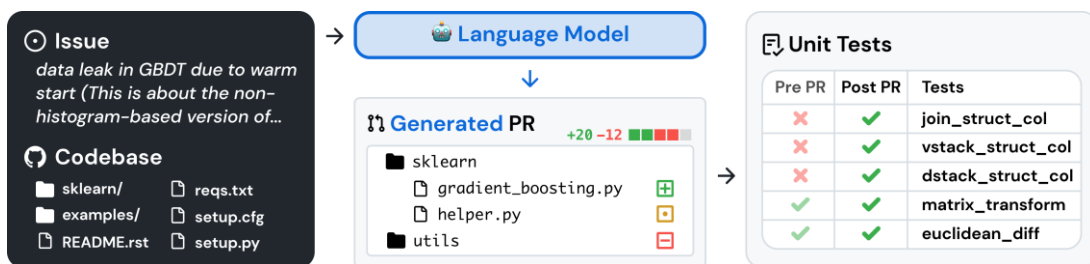 Issue
data leak in GBDT due to warm
start (This is about the non-
histogram-based version of...
Codebase
sklearn/
reqs.txt
examples/
setup.cfg
README.rst
setup.py
Language Model
Generated PR
+20 -12
sklearn
gradient_boosting.py
helper.py
utils
Unit Tests
Pre PR Post PR Tests
join_struct_col
vstack_struct_col
dstack_struct_col
matrix_transform
euclidean_diff